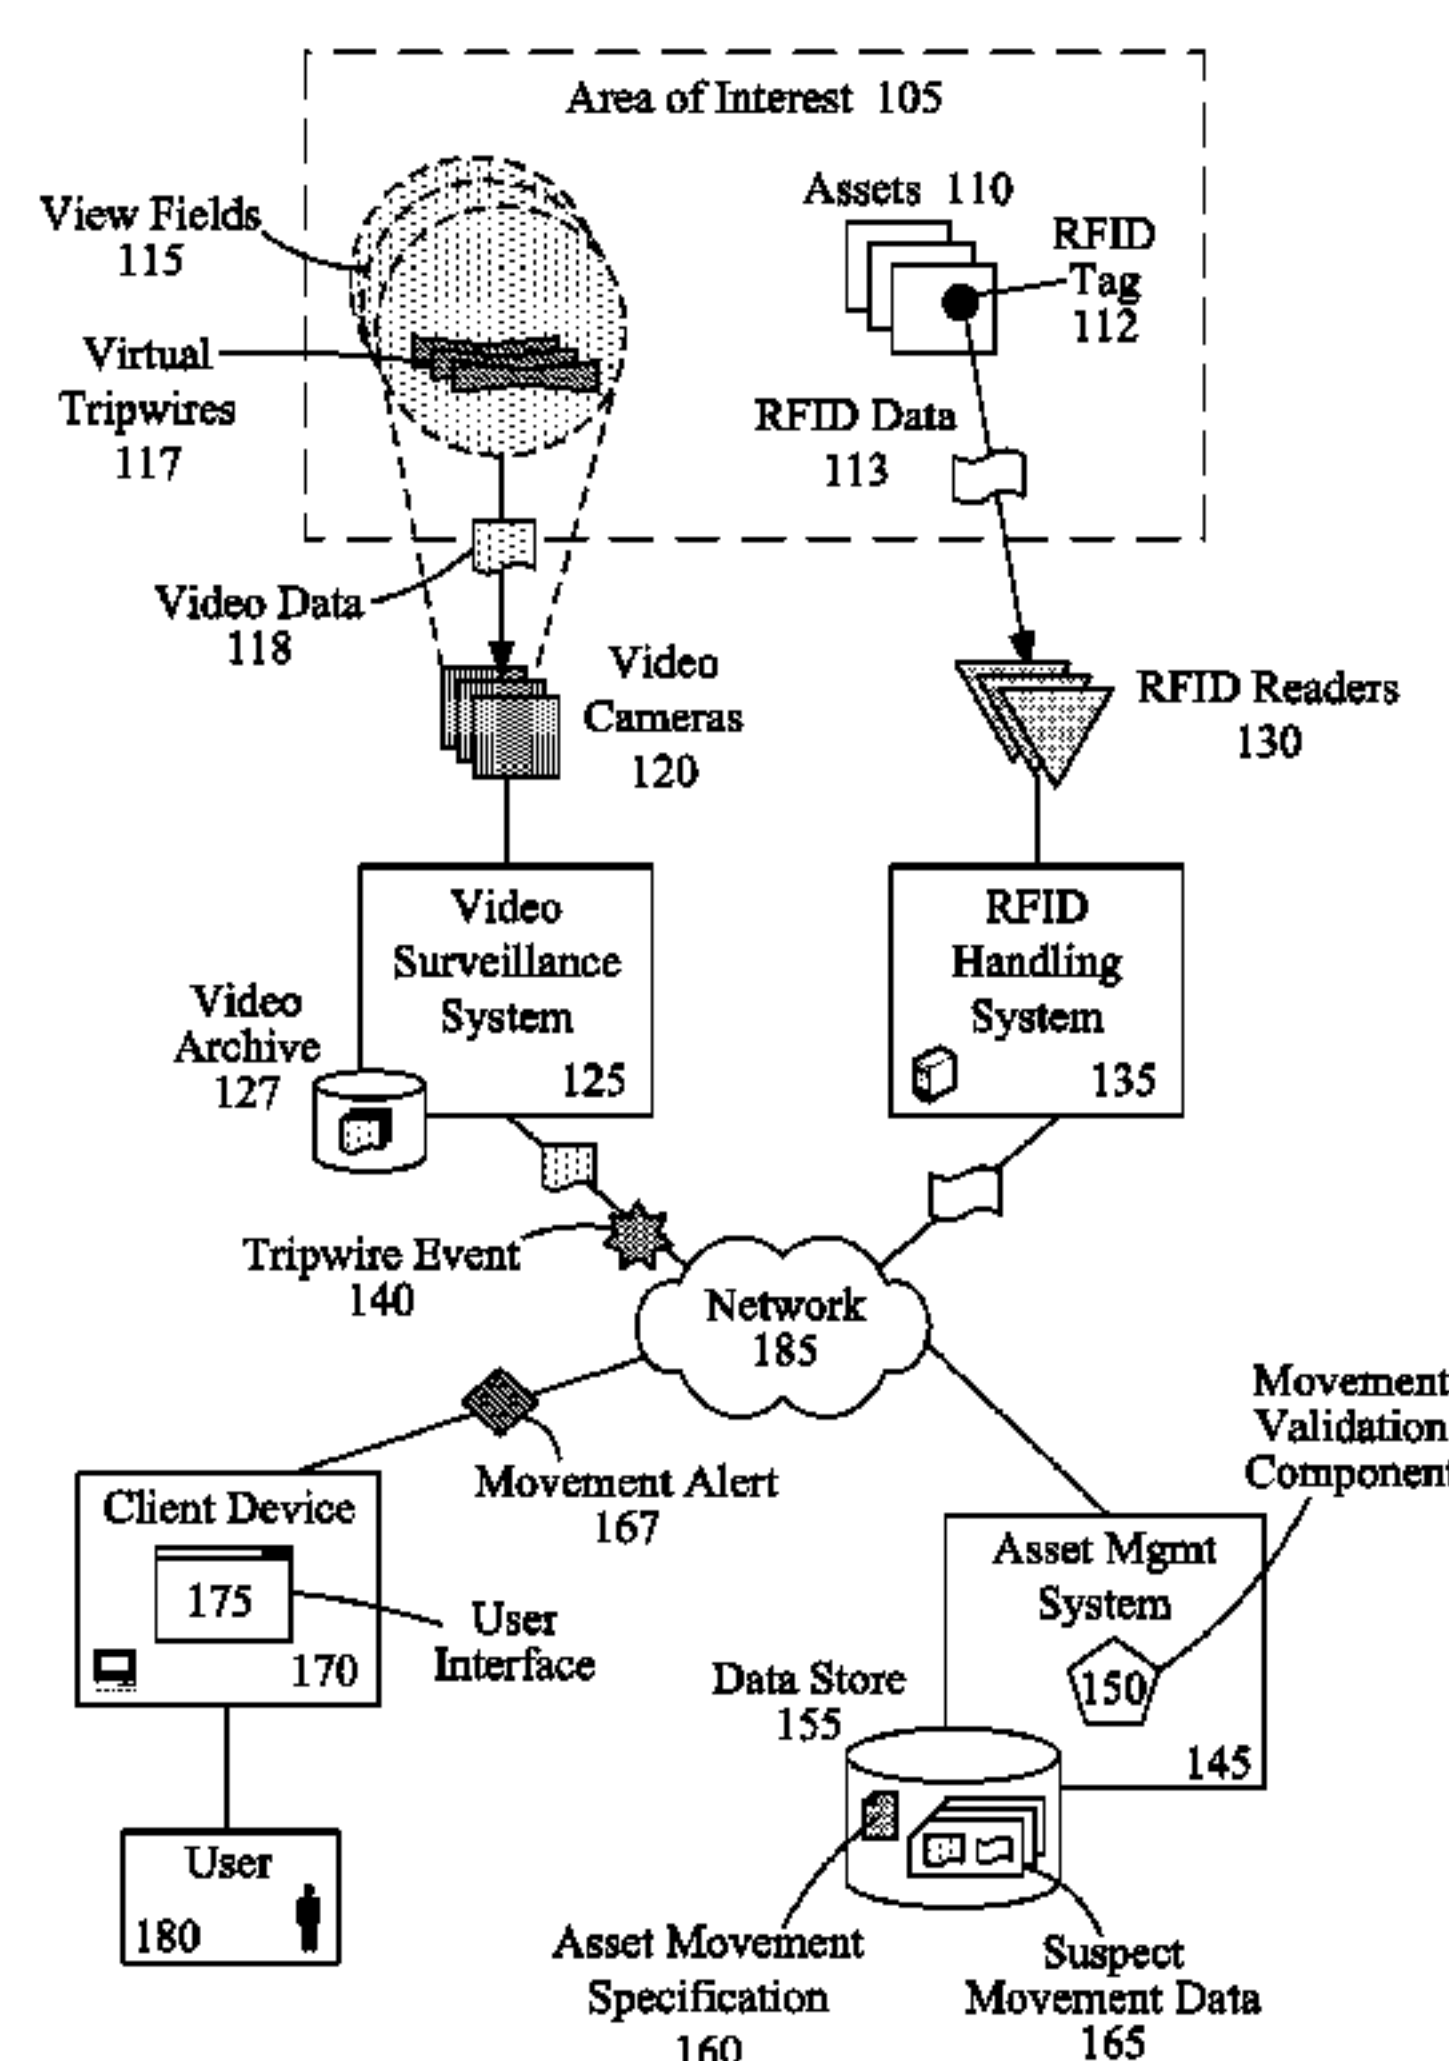 Area of Interest 105
View Fields
115
Assets 110
RFID
Tag
112
Virtual
Tripwires
117
RFID Data
113
Video Data
118
Video
Cameras
120
RFID Readers
130
Video
Surveillance
System
125
RFID
Handling
System
135
Video
Archive
127
Tripwire Event
140
Network
185
Movement Alert
167
Movement
Validation
Component
Client Device
175
170
User
Interface
Asset Mgmt
System
150
145
Data Store
155
User
180
Asset Movement
Specification
160
Suspect
Movement Data
165